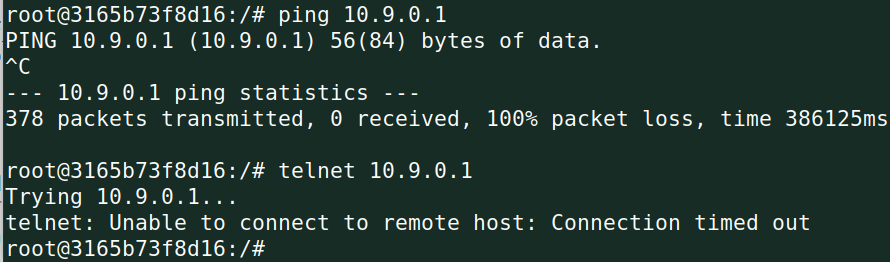 root@3165b73f8d16:/# ping 10.9.0.1
PING 10.9.0.1 (10.9.0.1) 56(84) bytes of data.
^C
--- 10.9.0.1 ping statistics ---
378 packets transmitted, 0 received, 100% packet loss, time 386125ms
root@3165b73f8d16:/# telnet 10.9.0.1
Trying 10.9.0.1...
telnet: Unable to connect to remote host: Connection timed out
root@3165b73f8d16:/#